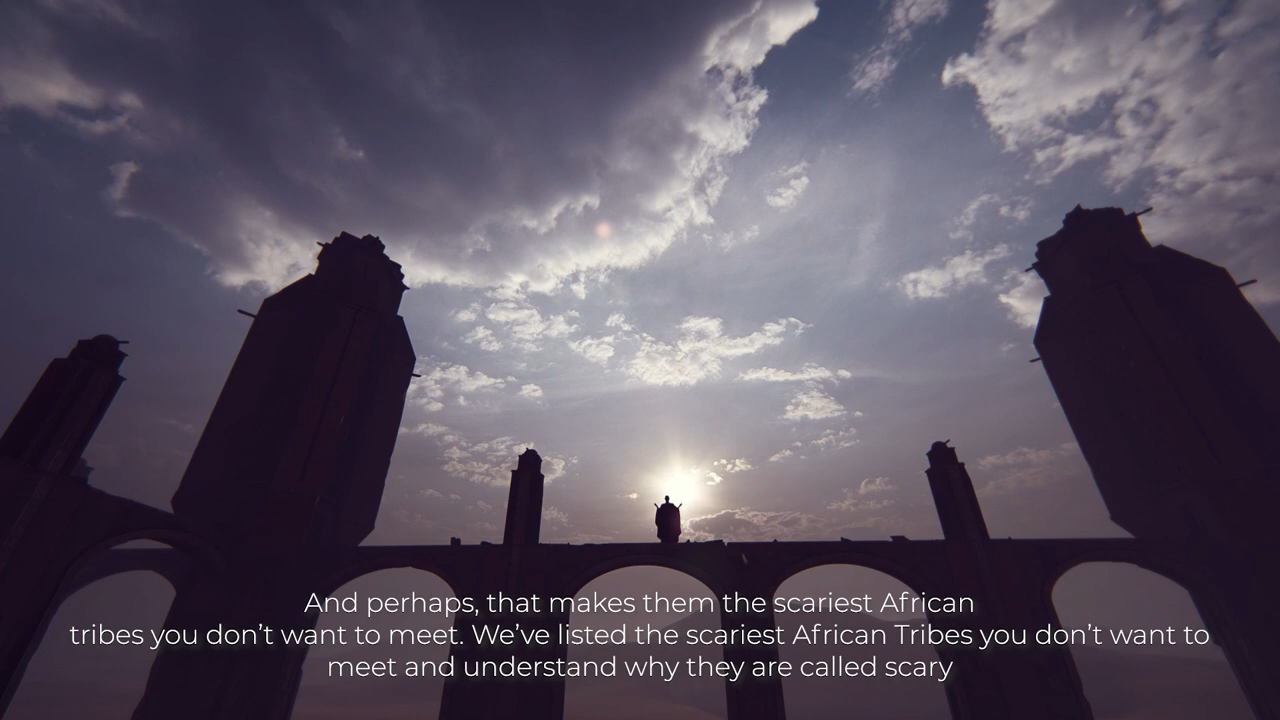 And perhaps, that makes them the scariest African
tribes you don’t want to meet. We’ve listed the scariest African Tribes you don’t want to
meet and understand why they are called scary